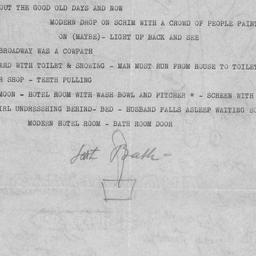 OUT THE GOOD OLD DAYS AND NOW
MODERN DROP ON SCHIM WITH A CROWD OF PEOPLE PAINT
ON (MAYBE)- LIGHT UP BACK AND SEE
BROADWAY WAS A COWPATH
ARD WITH TOILET & SNOWING - MAN MUST RUN FROM HOUSE TO TOILET
R SHOP - TEETH PULLING
MOON - HOTEL ROOM WITH WASH BOWL AND PITCHER * - SCREEN WITH
IRL UNDRESSHING BEHIND- BED - HUSBAND FALLS ASLEEP WAITING SO
MODERN HOTEL ROOM - BATH ROOM DOOR
Bath -